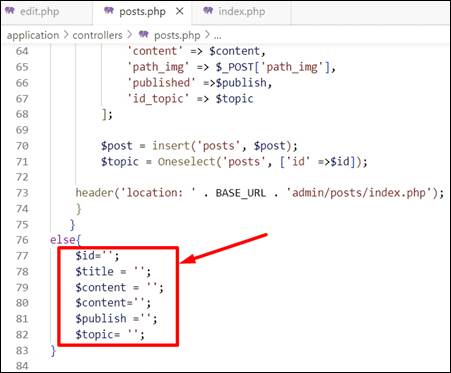 edit.php posts.php × index.php
application > controllers > posts.php > ...
64 'content' => $content,
65 'path_img' => $_POST['path_img'],
66 'published' =>$publish,
67 'id_topic' => $topic
68 ];
69
70 $post = insert('posts', $post);
71 $topic = Oneselect('posts', ['id' =>$id]);
72
73 header('location: ' . BASE_URL . 'admin/posts/index.php');
74 }
75 }
76 else{
77 $id='';
78 $title = '';
79 $content = '';
80 $content='';
81 $publish ='';
82 $topic= '';
83 }
84